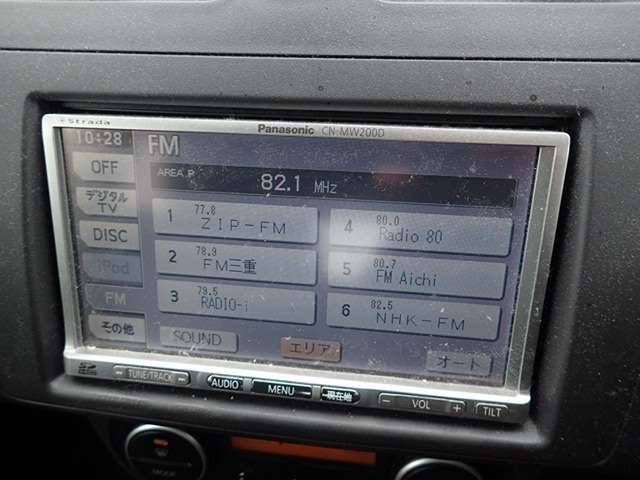 Strada
Panasonic CN-MW200D
10:28
FM
OFF
AREA P
82.1 MHz
デジタル
TV
DISC
iPod
FM
その他
1 77.8 ZIP-FM
2 78.9 FM三重
3 79.5 RADIO-i
4 80.0 Radio 80
5 80.7 FM Aichi
6 82.5 NHK-FM
SOUND
エリア
オート
− TUNE/TRACK
AUDIO
MENU
現在地
− VOL +
TILT
MODE